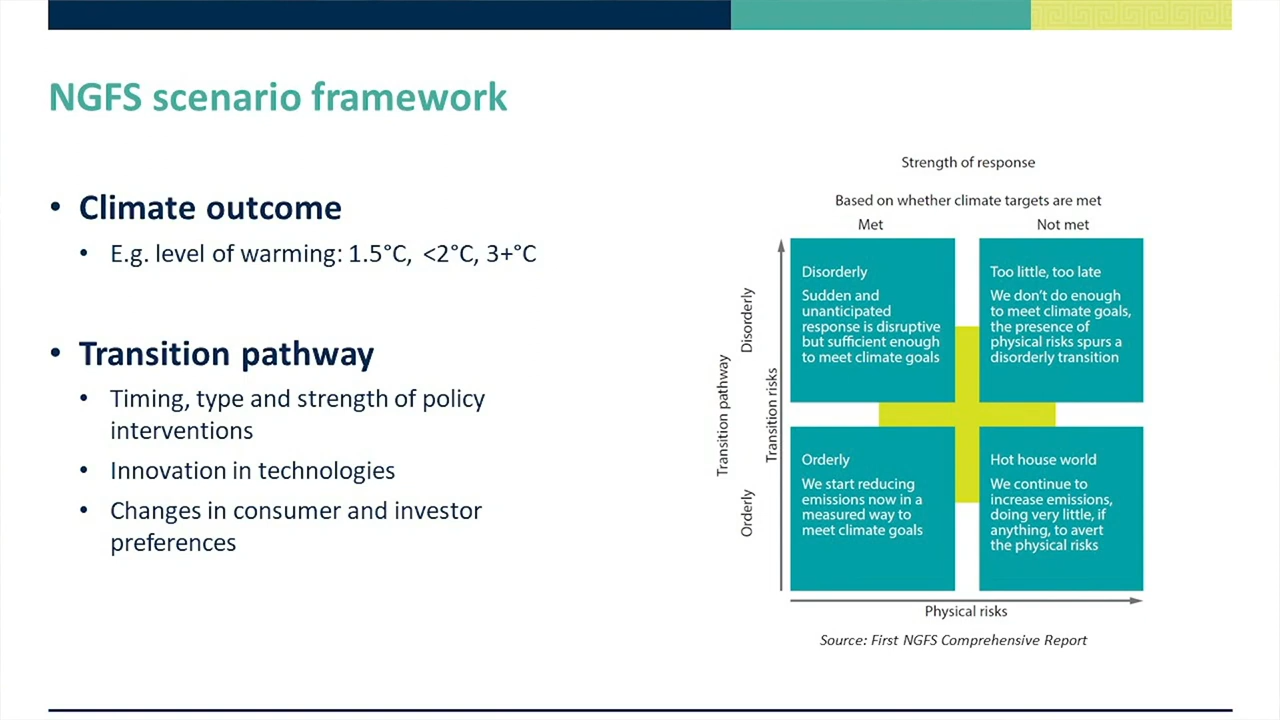 NGFS scenario framework
• Climate outcome
• E.g. level of warming: 1.5°C, <2°C, 3+°C
• Transition pathway
• Timing, type and strength of policy
interventions
• Innovation in technologies
• Changes in consumer and investor
preferences
Strength of response
Based on whether climate targets are met
Met
Not met
Transition pathway
Disorderly
Orderly
Transition risks
Disorderly
Sudden and
unanticipated
response is disruptive
but sufficient enough
to meet climate goals
Too little, too late
We don't do enough
to meet climate goals,
the presence of
physical risks spurs a
disorderly transition
Orderly
We start reducing
emissions now in a
measured way to
meet climate goals
Hot house world
We continue to
increase emissions,
doing very little, if
anything, to avert
the physical risks
Physical risks
Source: First NGFS Comprehensive Report